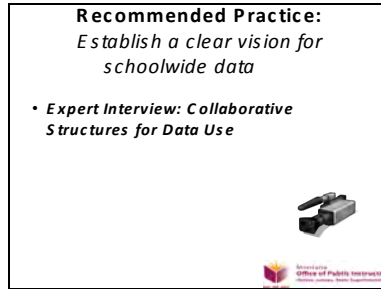 Recommended Practice:
Establish a clear vision for
schoolwide data
• Expert Interview: Collaborative
Structures for Data Use
Montana
Office of Public Instruction